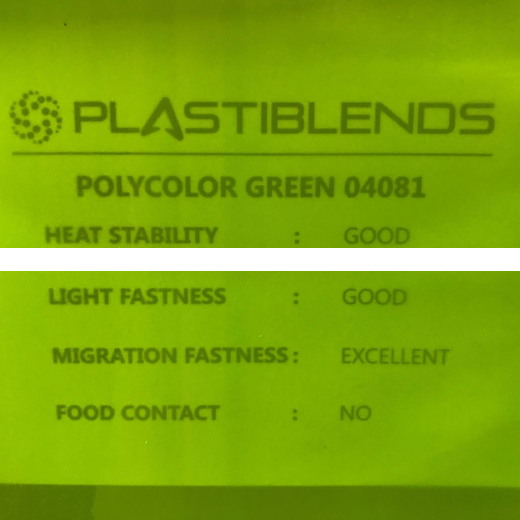 PLASTIBLENDS
POLYCOLOR GREEN 04081
HEAT STABILITY : GOOD
LIGHT FASTNESS : GOOD
MIGRATION FASTNESS : EXCELLENT
FOOD CONTACT : NO